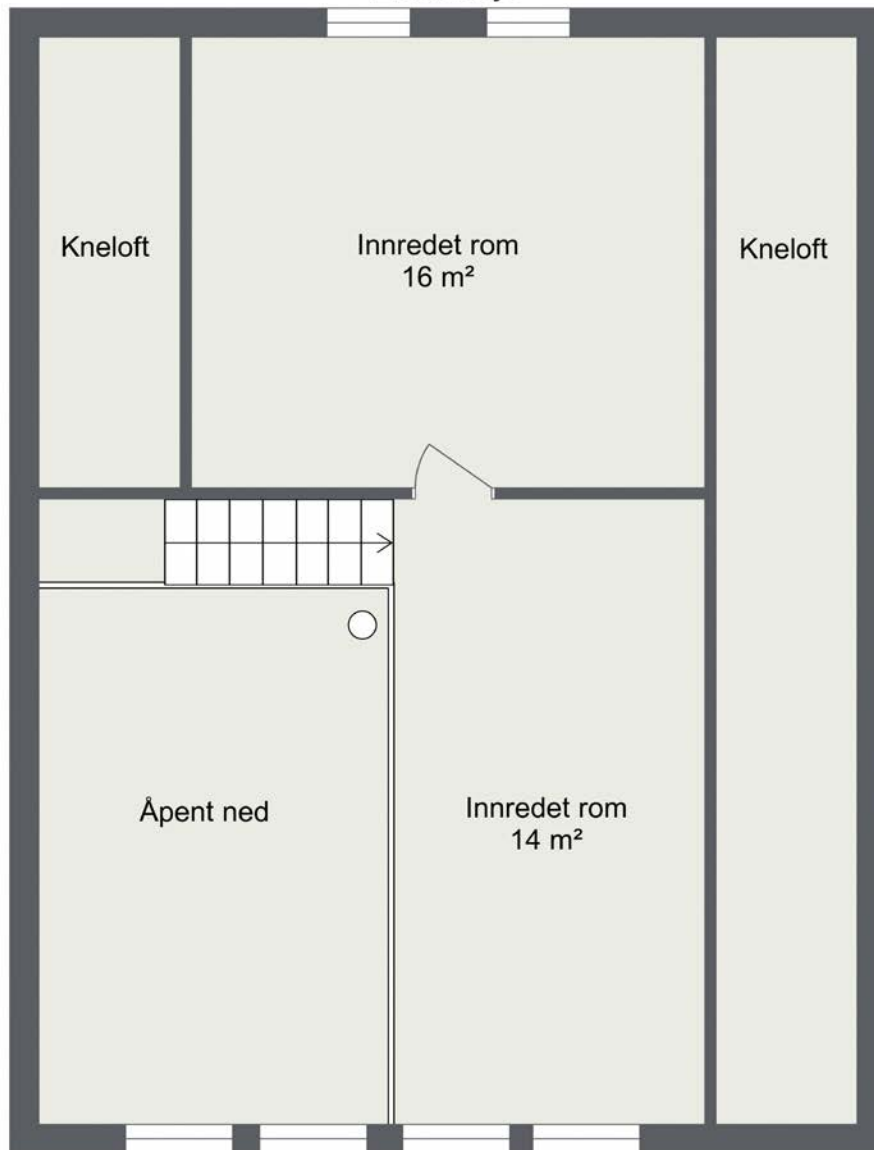 Kneloft
Innredet rom
16 m²
Kneloft
Åpent ned
Innredet rom
14 m²